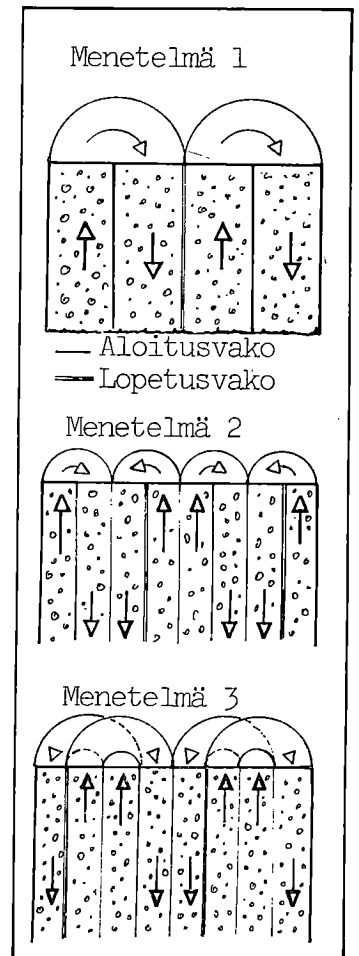 Menetelmä 1
Aloitusvako
Lopetusvako
Menetelmä 2
Menetelmä 3